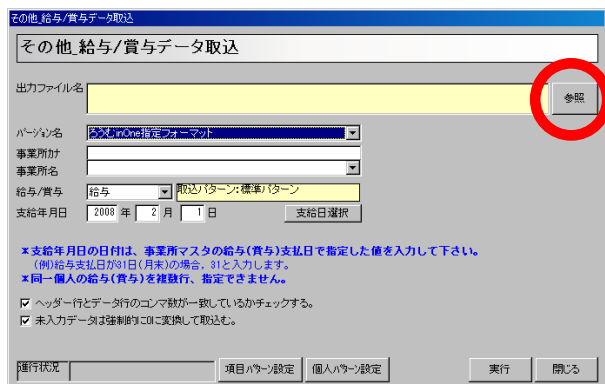 その他_給与/賞与データ取込
その他_給与/賞与データ取込
出力ファイル名
参照
バージョン名 ろうむinOne指定フォーマット
事業所カナ
事業所名
給与/賞与 給与 取込パターン:標準パターン
支給年月日 2008 年 2 月 1 日 支給日選択
*支給年月日の日付は、事業所マスタの給与(賞与)支払日で指定した値を入力して下さい。
(例)給与支払日が31日(月末)の場合、31と入力します。
*同一個人の給与(賞与)を複数行、指定できません。
ヘッダー行とデータ行のコンマ数が一致しているかチェックする。
未入力データは強制的に0に変換して取込む。
進行状況 項目パターン設定 個人パターン設定 実行 閉じる